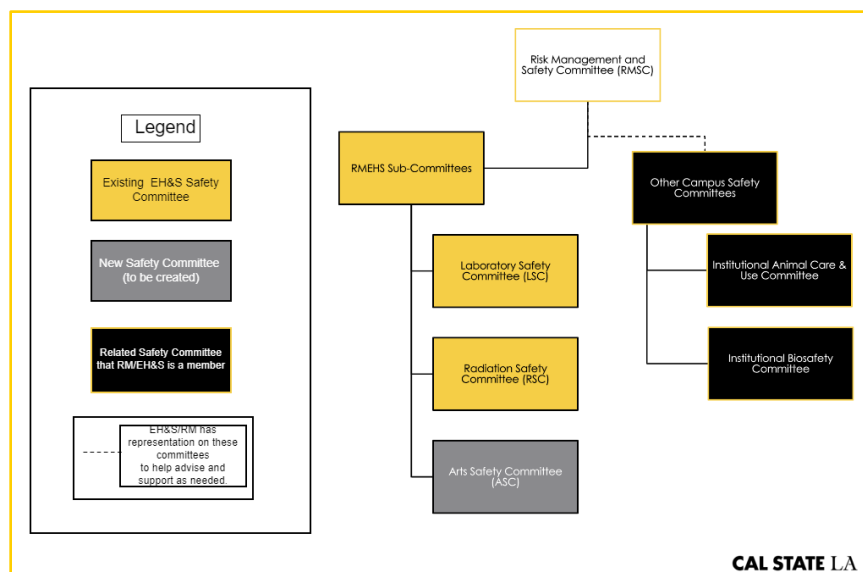 Risk Management and
Safety Committee (RMSC)
Legend
Existing EH&S Safety
Committee
New Safety Committee
(to be created)
Related Safety Committee
that RM/EH&S is a member
EH&S/RM has
representation on these
committees
to help advise and
support as needed.
RMEHS Sub-Committees
Laboratory Safety
Committee (LSC)
Radiation Safety
Committee (RSC)
Arts Safety Committee
(ASC)
Other Campus Safety
Committees
Institutional Animal Care &
Use Committee
Institutional Biosafety
Committee
CAL STATE LA